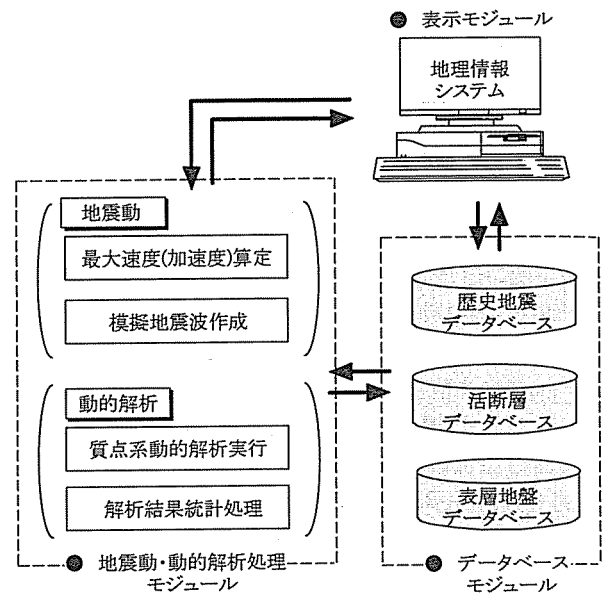 表示モジュール
地理情報
システム
地震動
最大速度(加速度)算定
模擬地震波作成
動的解析
質点系動的解析実行
解析結果統計処理
地震動・動的解析処理
モジュール
歴史地震
データベース
活断層
データベース
表層地盤
データベース
データベース
モジュール